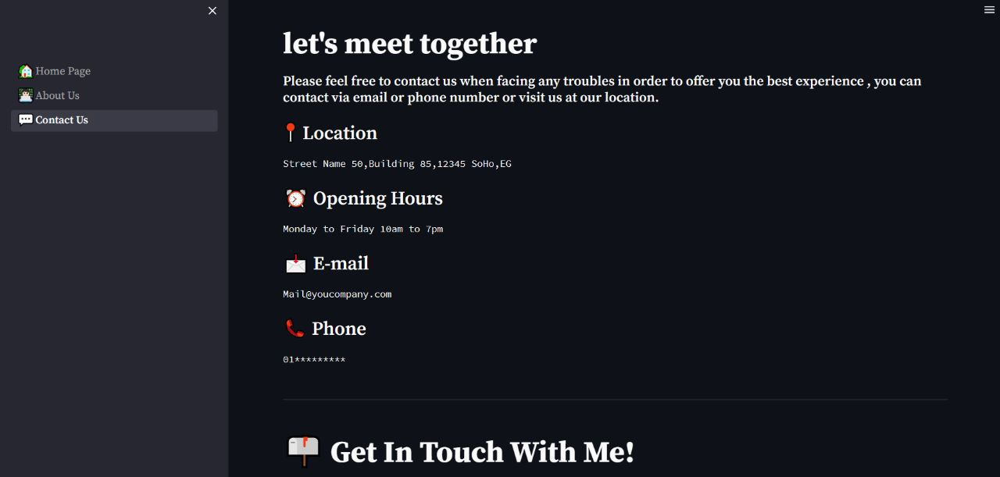 Home Page
About Us
Contact Us
let's meet together
Please feel free to contact us when facing any troubles in order to offer you the best experience , you can
contact via email or phone number or visit us at our location.
Location
Street Name 50,Building 85,12345 SoHo,EG
Opening Hours
Monday to Friday 10am to 7pm
E-mail
Mail@youcompany.com
Phone
01*********
Get In Touch With Me!